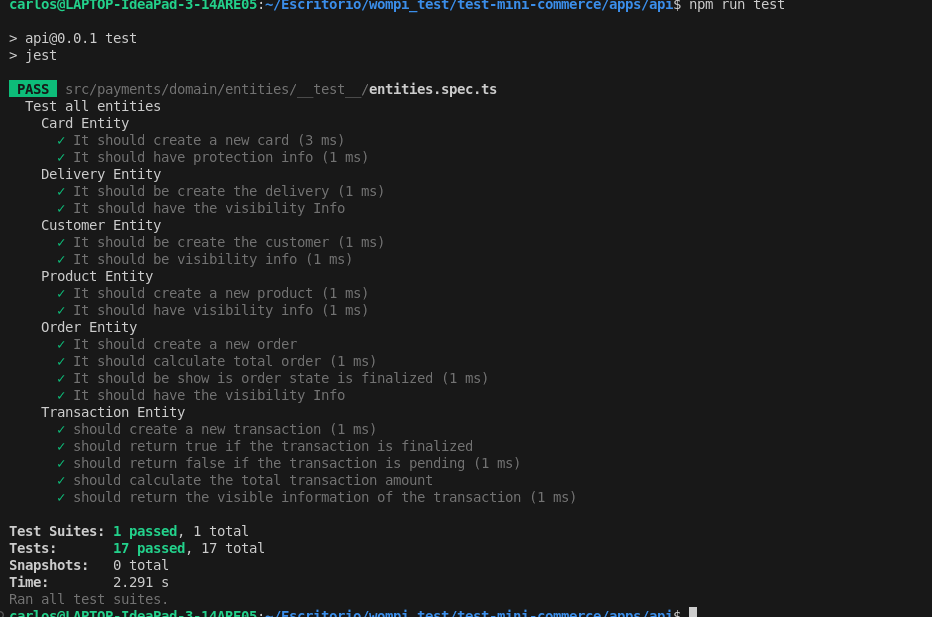 carlos@LAPTOP-IdeaPad-3-14ARE05:~/Escritorio/wompi_test/test-mini-commerce/apps/api$ npm run test
> api@0.0.1 test
> jest
PASS src/payments/domain/entities/__test__/entities.spec.ts
Test all entities
Card Entity
✓ It should create a new card (3 ms)
✓ It should have protection info (1 ms)
Delivery Entity
✓ It should be create the delivery (1 ms)
✓ It should have the visibility Info
Customer Entity
✓ It should be create the customer (1 ms)
✓ It should be visibility info (1 ms)
Product Entity
✓ It should create a new product (1 ms)
✓ It should have visibility info (1 ms)
Order Entity
✓ It should create a new order
✓ It should calculate total order (1 ms)
✓ It should be show is order state is finalized (1 ms)
✓ It should have the visibility Info
Transaction Entity
✓ should create a new transaction (1 ms)
✓ should return true if the transaction is finalized
✓ should return false if the transaction is pending (1 ms)
✓ should calculate the total transaction amount
✓ should return the visible information of the transaction (1 ms)
Test Suites: 1 passed, 1 total
Tests: 17 passed, 17 total
Snapshots: 0 total
Time: 2.291 s
Ran all test suites.
carlos@LAPTOP-IdeaPad-3-14ARE05:~/Escritorio/wompi_test/test-mini-commerce/apps/api$